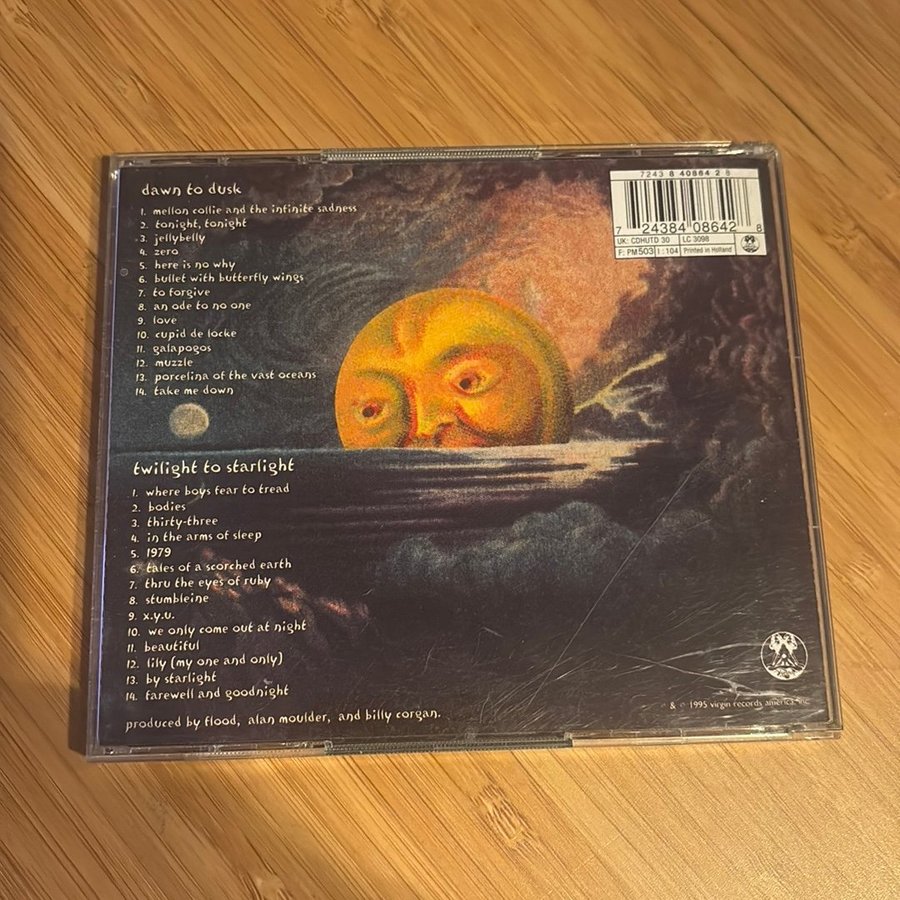 dawn to dusk
1. mellon collie and the infinite sadness
2. tonight, tonight
3. jellybelly
4. zero
5. here is no why
6. bullet with butterfly wings
7. to forgive
8. an ode to no one
9. love
10. cupid de locke
11. galapogos
12. muzzle
13. porcelina of the vast oceans
14. take me down
7243 8 40864 2 8
7 24384 08642 8
UK: CDHUTD 30 LC 3098
F: PM 503 1 : 104 Printed in Holland
twilight to starlight
1. where boys fear to tread
2. bodies
3. thirty-three
4. in the arms of sleep
5. 1979
6. tales of a scorched earth
7. thru the eyes of ruby
8. stumbleine
9. x.y.u.
10. we only come out at night
11. beautiful
12. lily (my one and only)
13. by starlight
14. farewell and goodnight
produced by flood, alan moulder, and billy corgan.
& © 1995 virgin records america, inc.